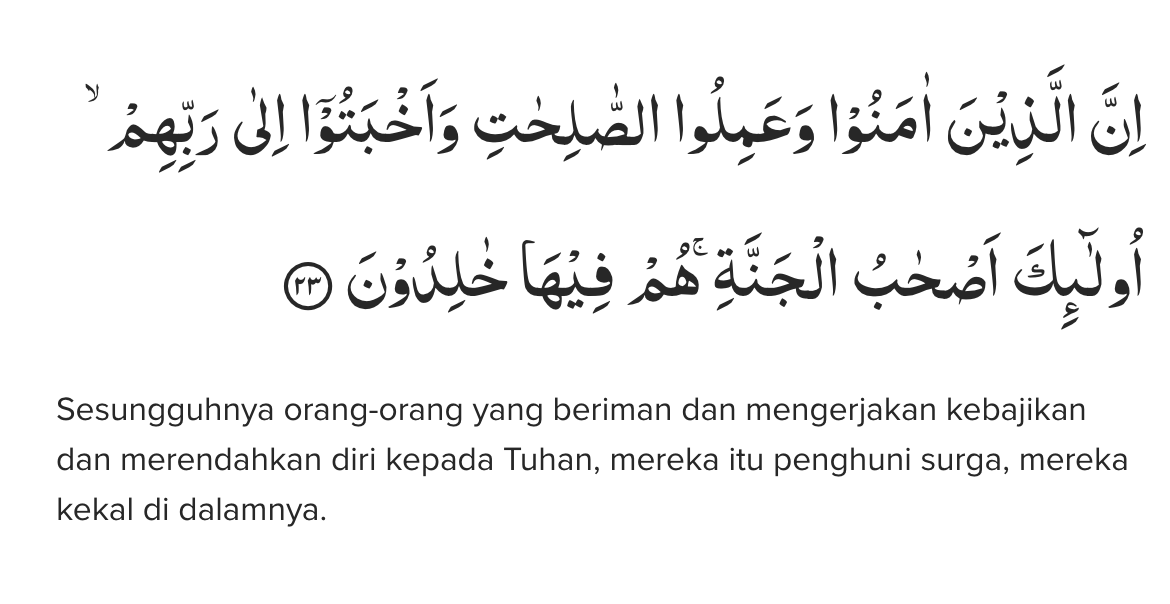 اِنَّ الَّذِيْنَ اٰمَنُوْا وَعَمِلُوا الصّٰلِحٰتِ وَاَخْبَتُوْٓا اِلٰى رَبِّهِمْ ۙ
اُولٰۤىِٕكَ اَصْحٰبُ الْجَنَّةِ ۚهُمْ فِيْهَا خٰلِدُوْنَ ۝٢٣
Sesungguhnya orang-orang yang beriman dan mengerjakan kebajikan
dan merendahkan diri kepada Tuhan, mereka itu penghuni surga, mereka
kekal di dalamnya.